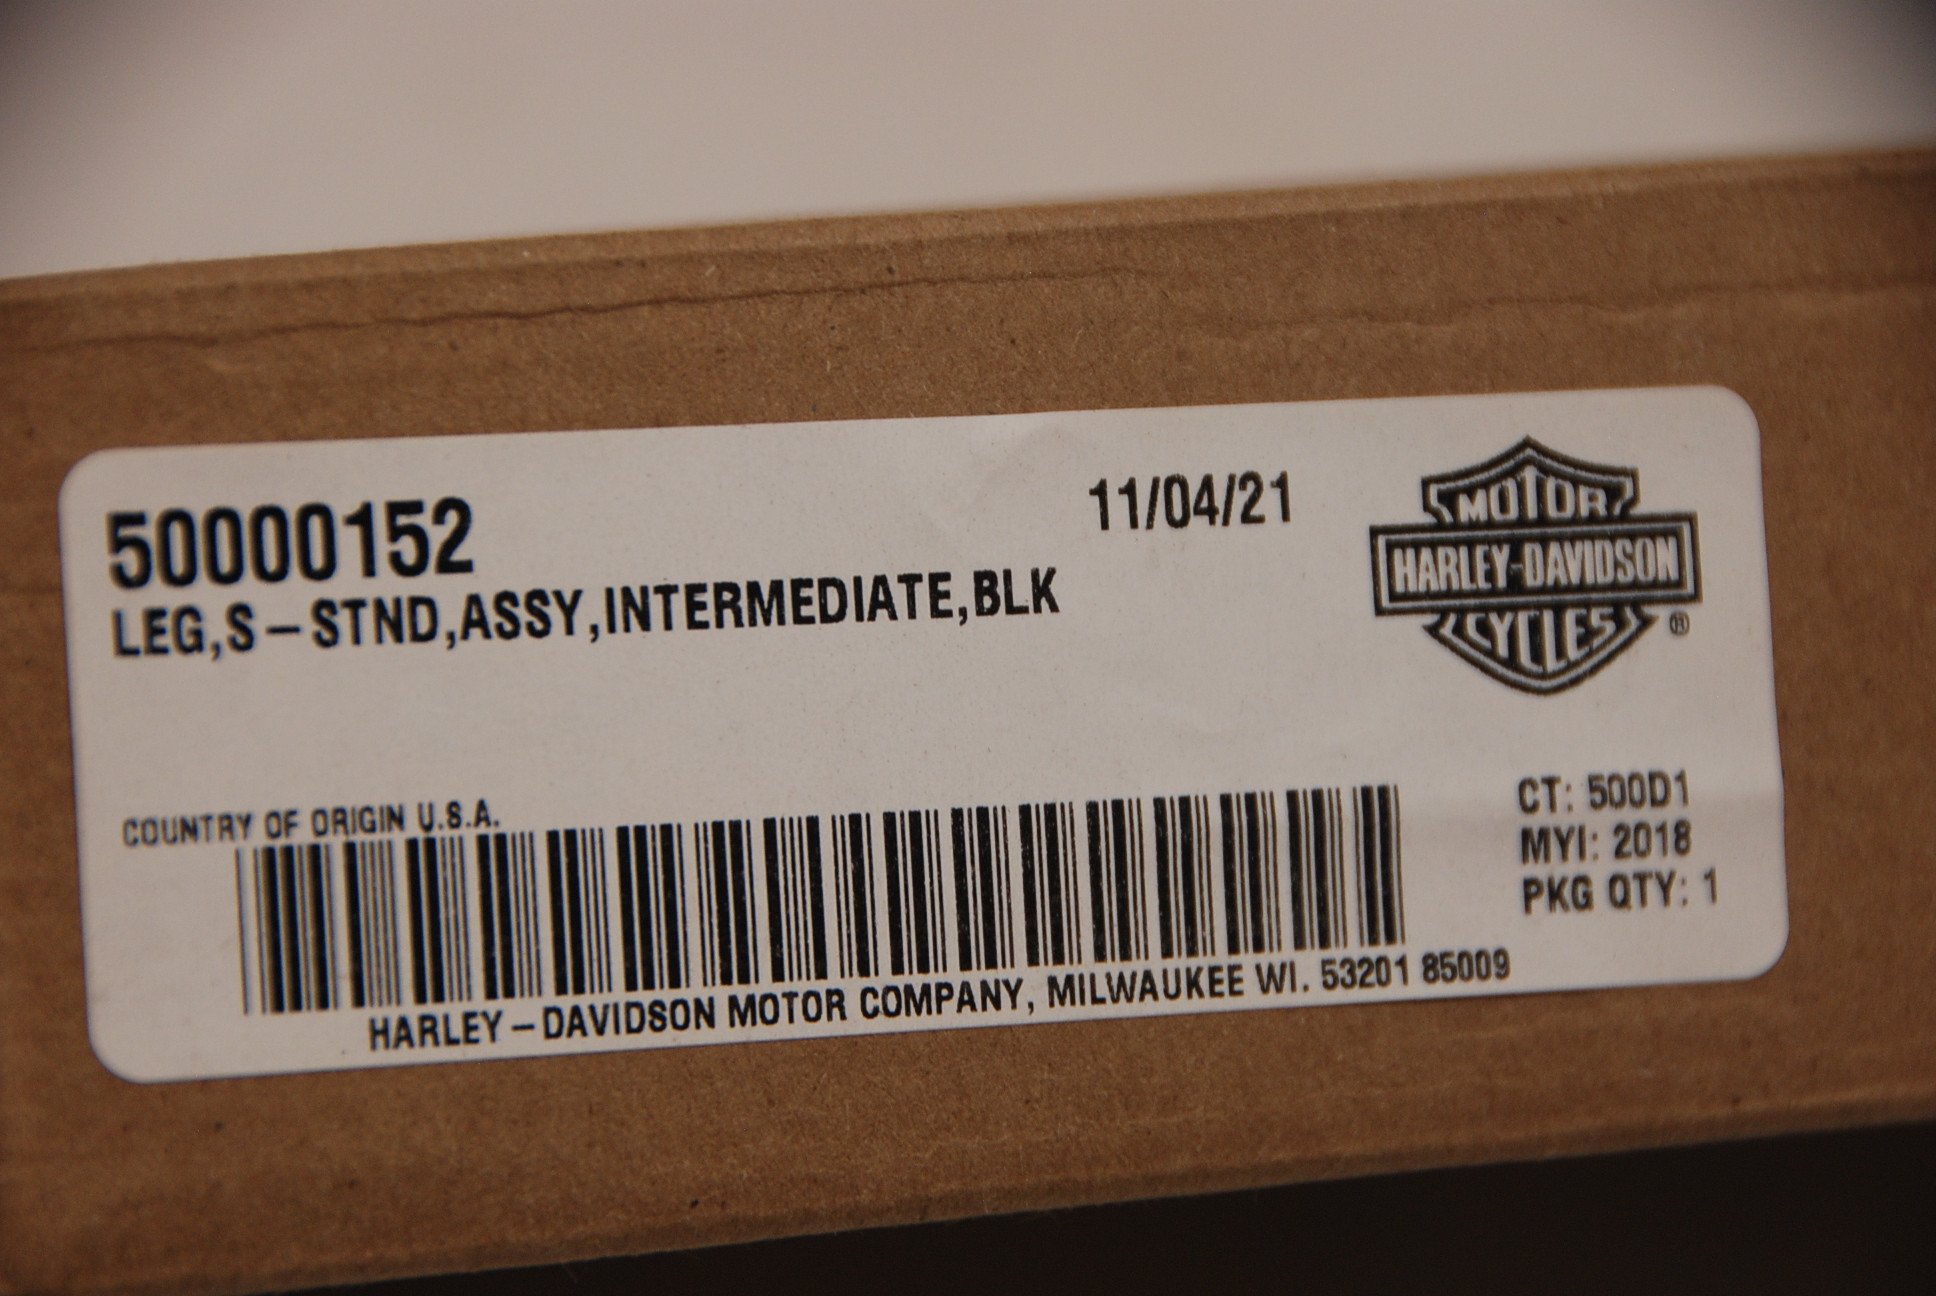 50000152
11/04/21
LEG,S-STND,ASSY,INTERMEDIATE,BLK
MOTOR
HARLEY-DAVIDSON
CYCLES
®
COUNTRY OF ORIGIN U.S.A.
CT: 500D1
MYI: 2018
PKG QTY: 1
HARLEY-DAVIDSON MOTOR COMPANY, MILWAUKEE WI. 53201 85009